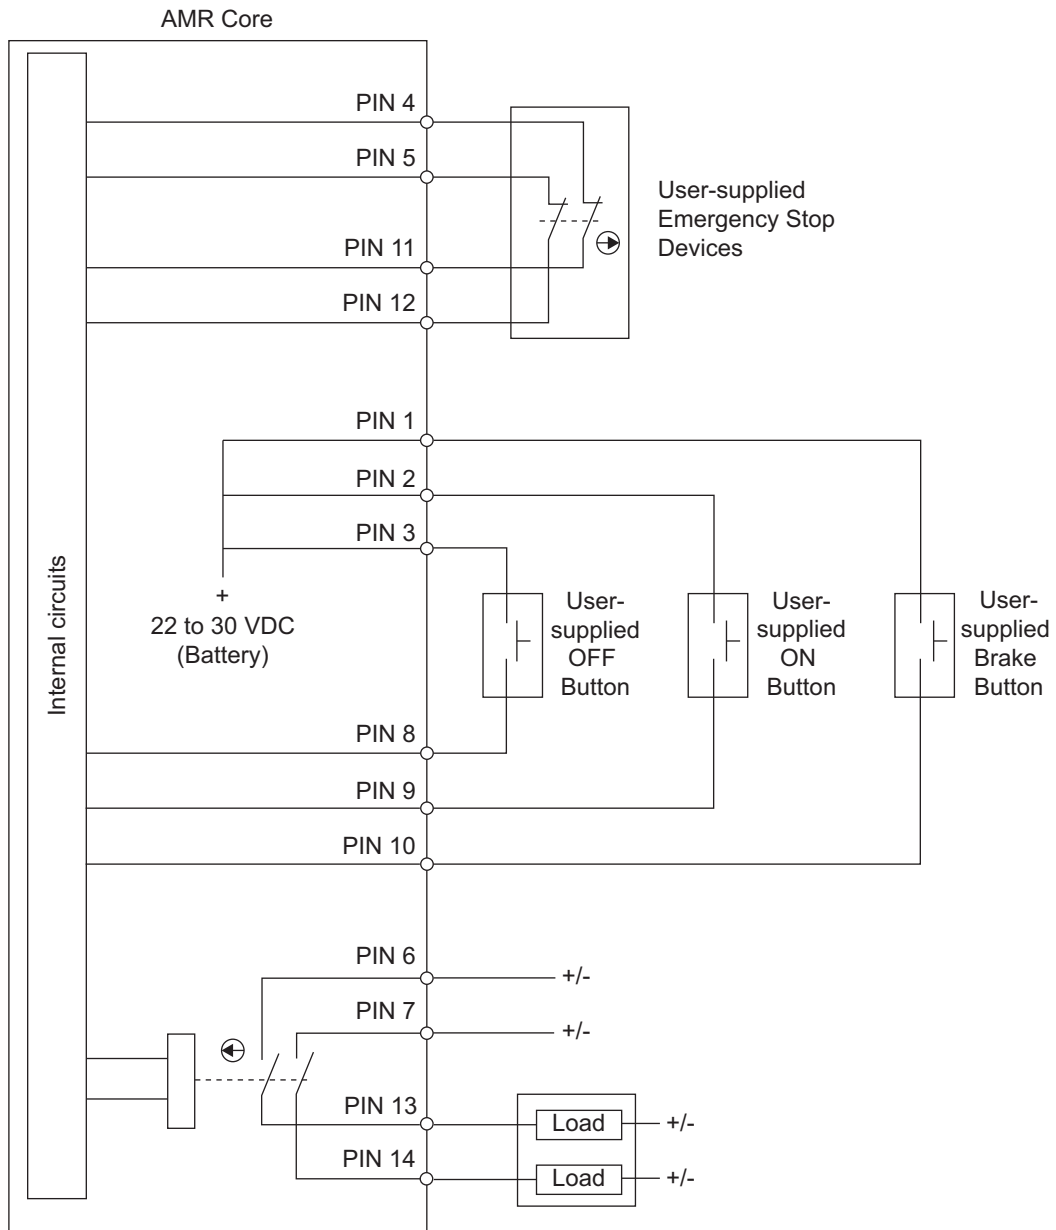 AMR Core
PIN 4
PIN 5
PIN 11
PIN 12
User-supplied
Emergency Stop
Devices
Internal circuits
PIN 1
PIN 2
PIN 3
+
22 to 30 VDC
(Battery)
User-
supplied
OFF
Button
User-
supplied
ON
Button
User-
supplied
Brake
Button
PIN 8
PIN 9
PIN 10
PIN 6
+/-
PIN 7
+/-
PIN 13
Load
+/-
PIN 14
Load
+/-